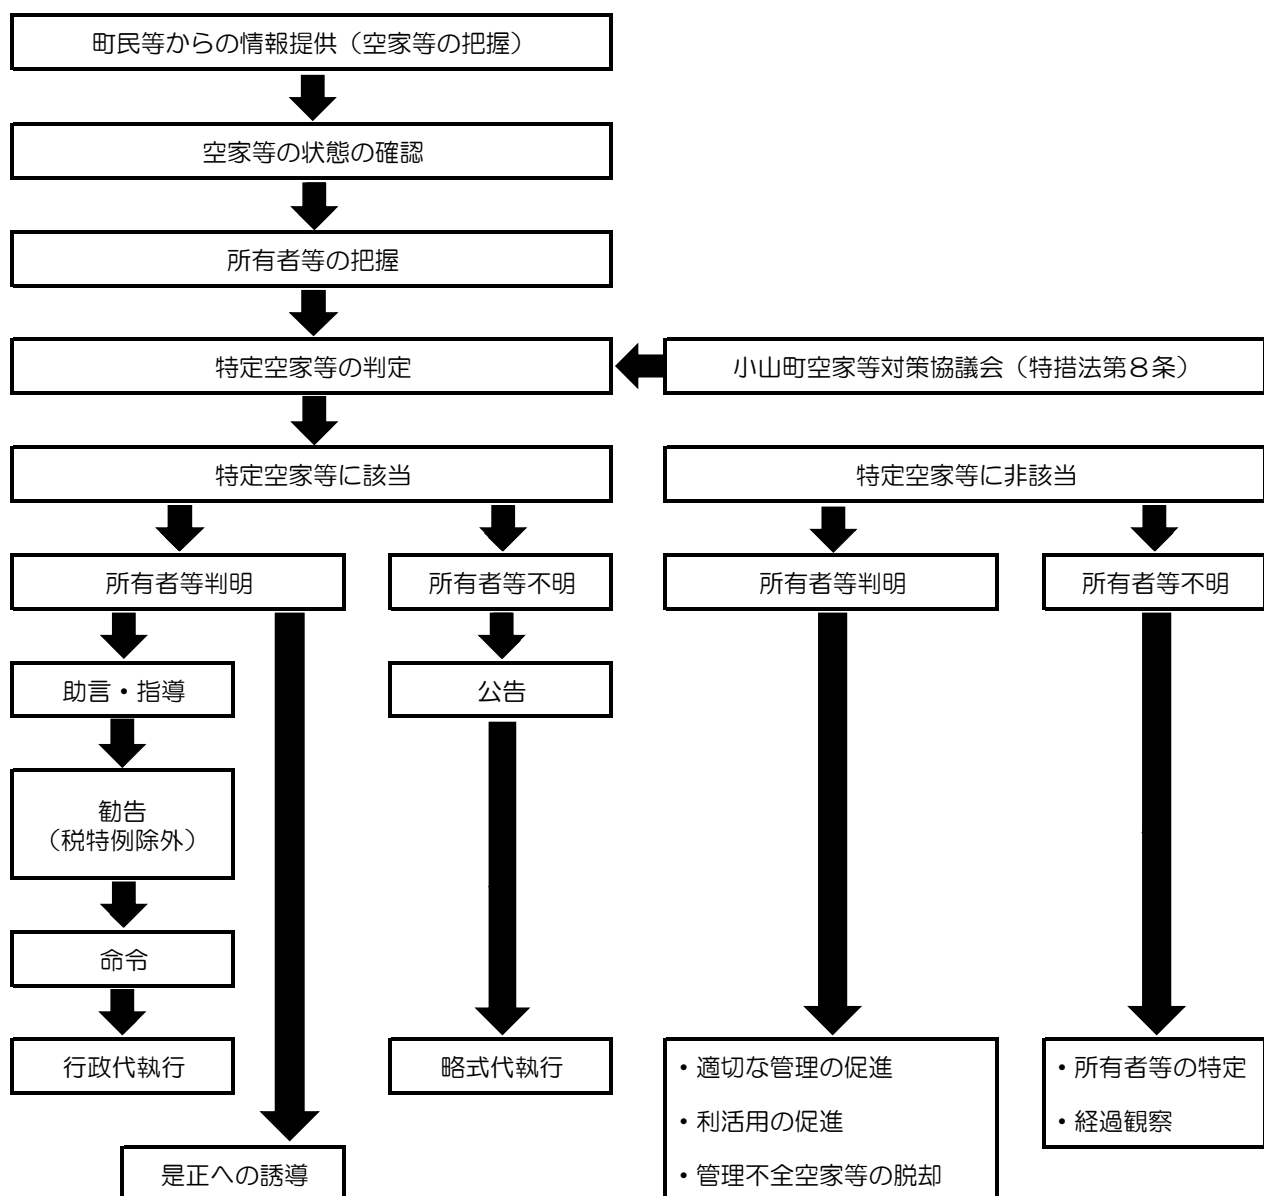 町民等からの情報提供（空家等の把握）
空家等の状態の確認
所有者等の把握
特定空家等の判定
小山町空家等対策協議会（特措法第８条）
特定空家等に該当
特定空家等に非該当
所有者等判明
所有者等不明
所有者等判明
所有者等不明
助言・指導
公告
勧告
（税特例除外）
命令
行政代執行
略式代執行
・適切な管理の促進
・利活用の促進
・管理不全空家等の脱却
・所有者等の特定
・経過観察
是正への誘導